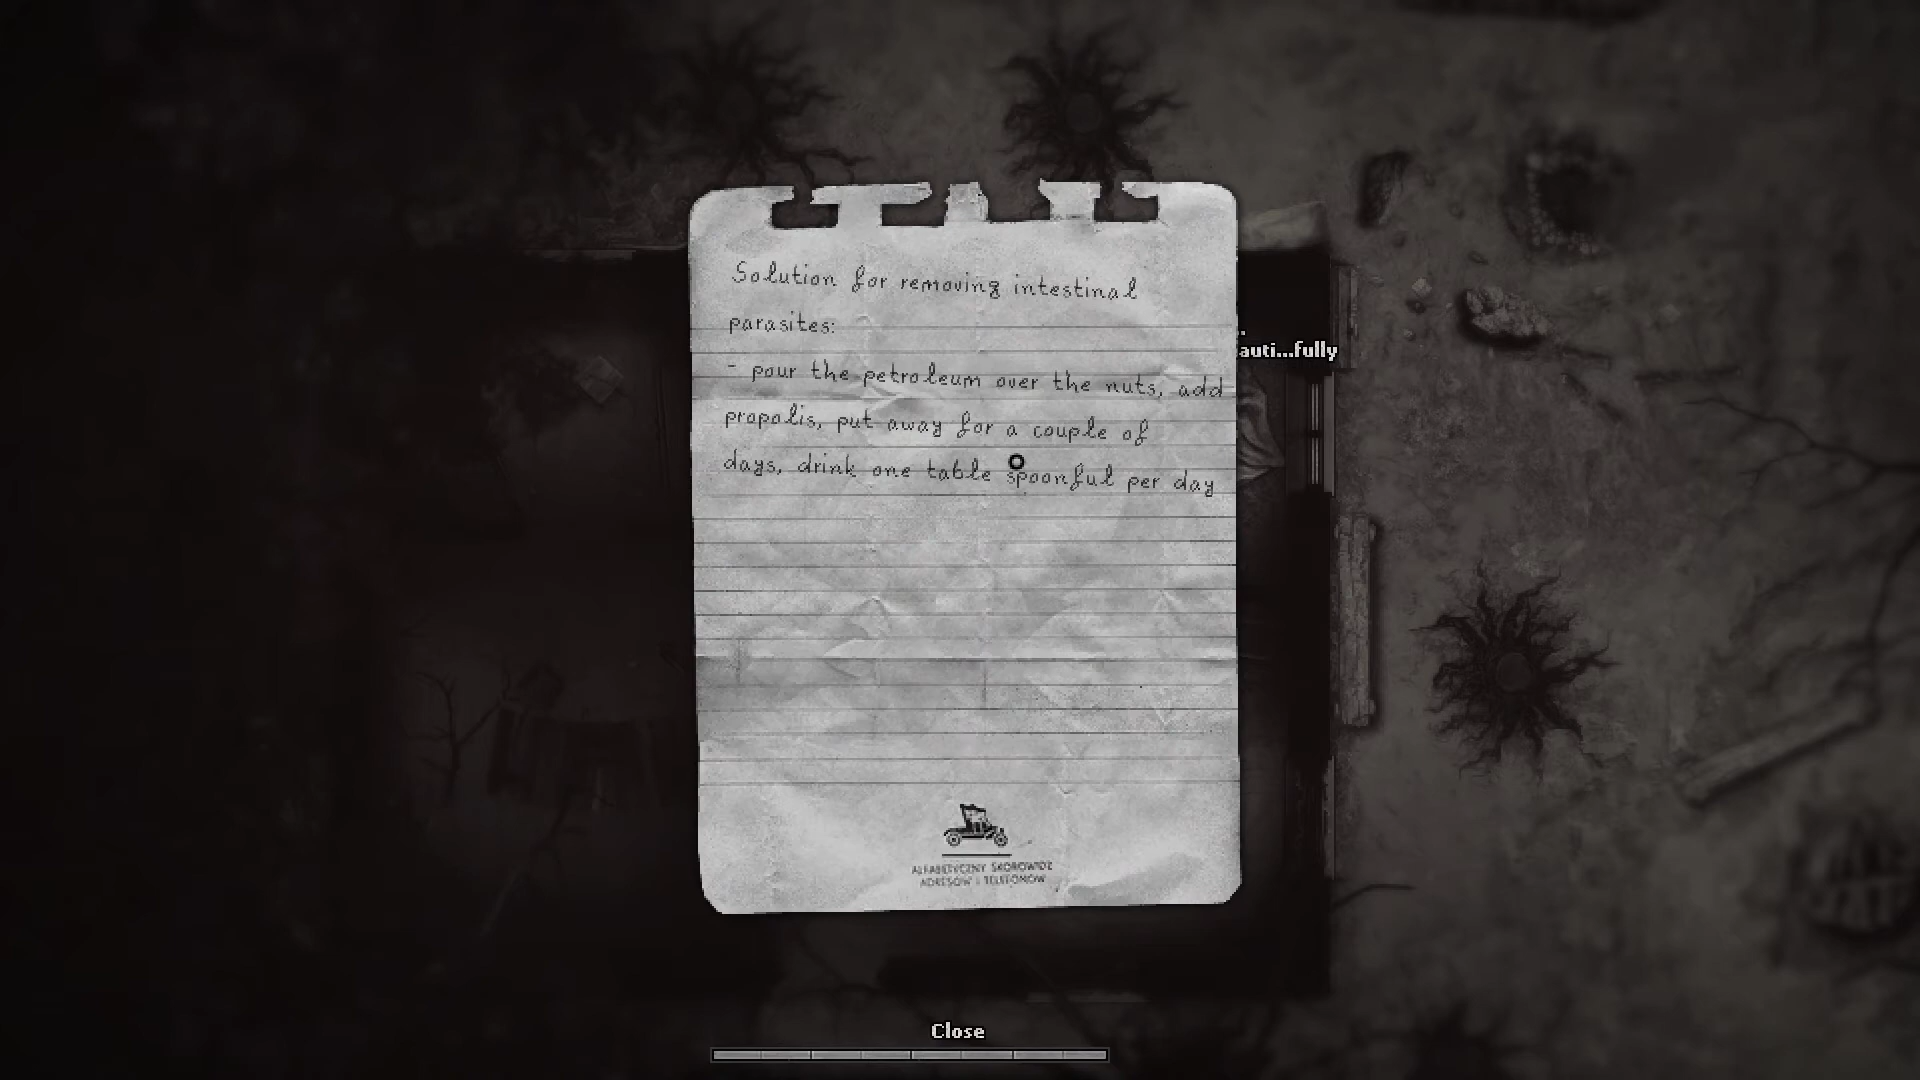 Solution for removing intestinal
parasites:
- pour the petroleum over the nuts, add
propolis, put away for a couple of
days, drink one table spoonful per day
auti...fully
ALFABETYCZNY SKOROWIDZ
ADRESÓW i TELEFONÓW
Close